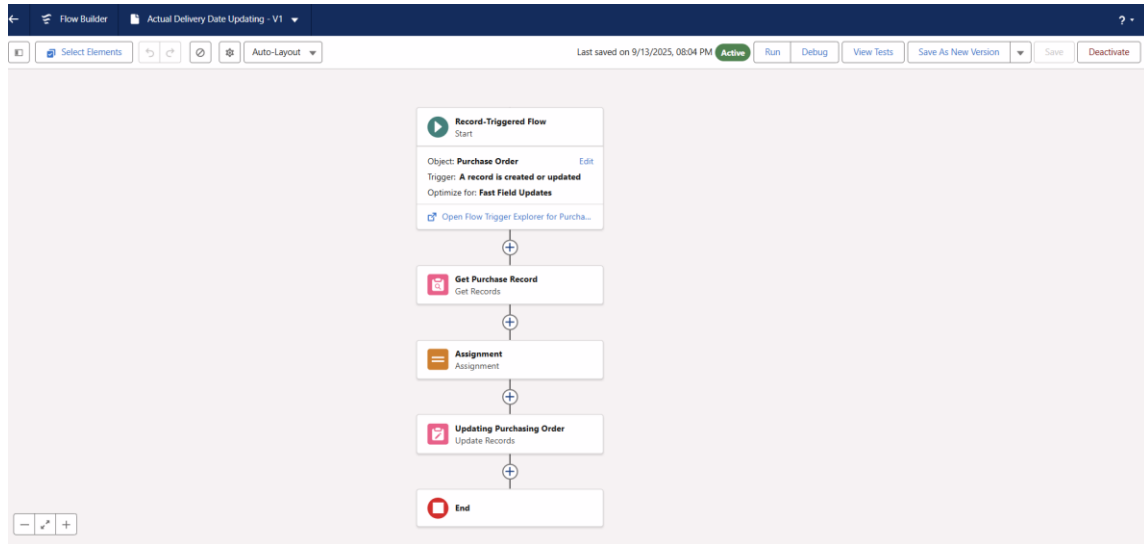 Flow Builder
Actual Delivery Date Updating - V1
?
Select Elements
Auto-Layout
Last saved on 9/13/2025, 08:04 PM
Active
Run
Debug
View Tests
Save As New Version
Save
Deactivate
Record-Triggered Flow
Start
Object: Purchase Order
Edit
Trigger: A record is created or updated
Optimize for: Fast Field Updates
Open Flow Trigger Explorer for Purcha...
Get Purchase Record
Get Records
Assignment
Assignment
Updating Purchasing Order
Update Records
End